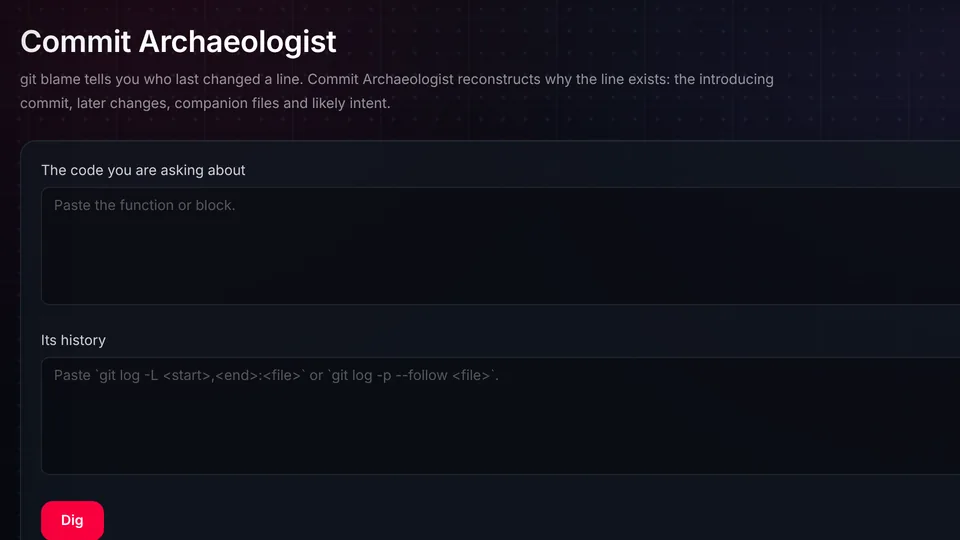 Commit Archaeologist
git blame tells you who last changed a line. Commit Archaeologist reconstructs why the line exists: the introducing
commit, later changes, companion files and likely intent.
The code you are asking about
Paste the function or block.
Its history
Paste `git log -L <start>,<end>:<file>` or `git log -p --follow <file>`.
Dig